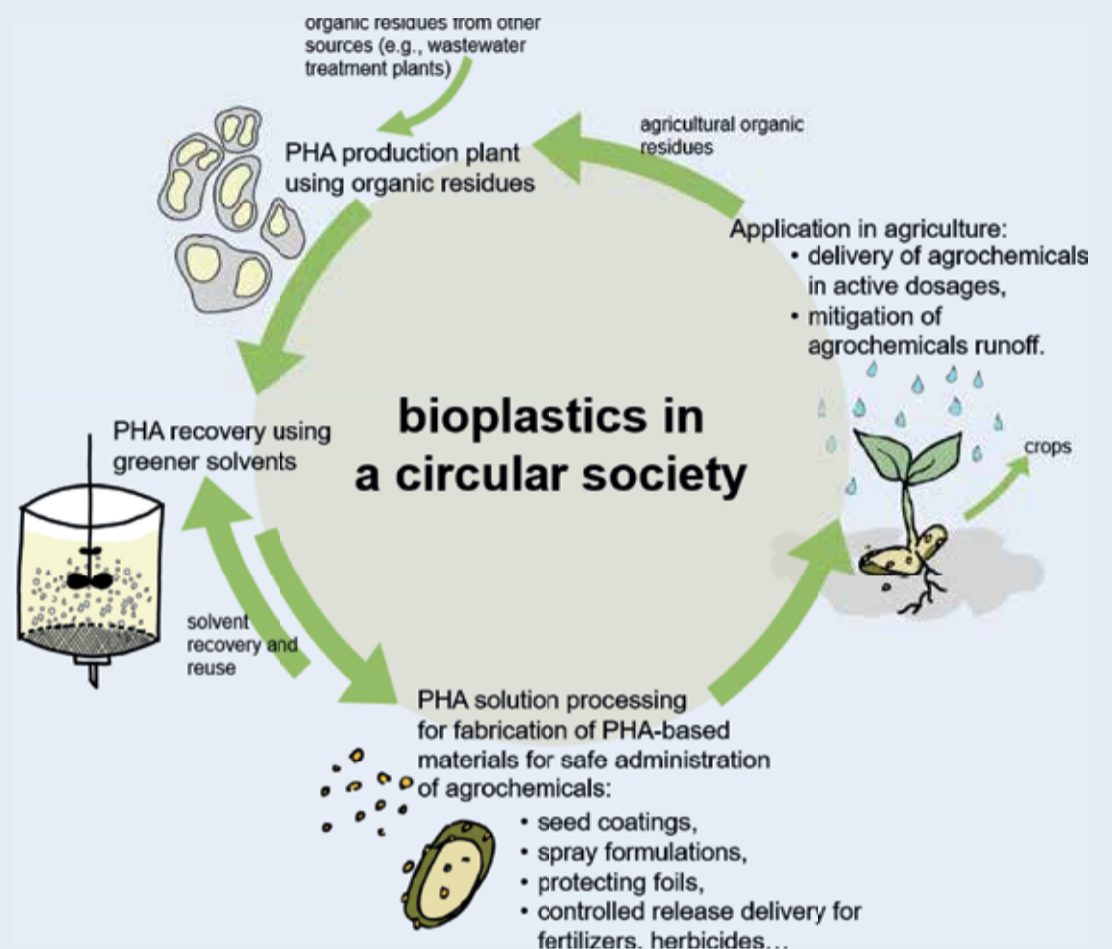 organic residues from other
sources (e.g., wastewater
treatment plants)
PHA production plant
using organic residues
agricultural organic
residues
Application in agriculture:
• delivery of agrochemicals
in active dosages,
• mitigation of
agrochemicals runoff.
bioplastics in
a circular society
crops
PHA recovery using
greener solvents
solvent
recovery and
reuse
PHA solution processing
for fabrication of PHA-based
materials for safe administration
of agrochemicals:
• seed coatings,
• spray formulations,
• protecting foils,
• controlled release delivery for
fertilizers, herbicides...